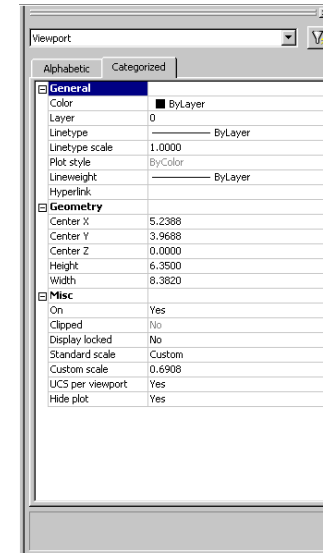 Viewport
Alphabetic Categorized
General
Color ByLayer
Layer 0
Linetype ByLayer
Linetype scale 1.0000
Plot style ByColor
Lineweight ByLayer
Hyperlink
Geometry
Center X 5.2388
Center Y 3.9688
Center Z 0.0000
Height 6.3500
Width 8.3820
Misc
On Yes
Clipped No
Display locked No
Standard scale Custom
Custom scale 0.6908
UCS per viewport Yes
Hide plot Yes